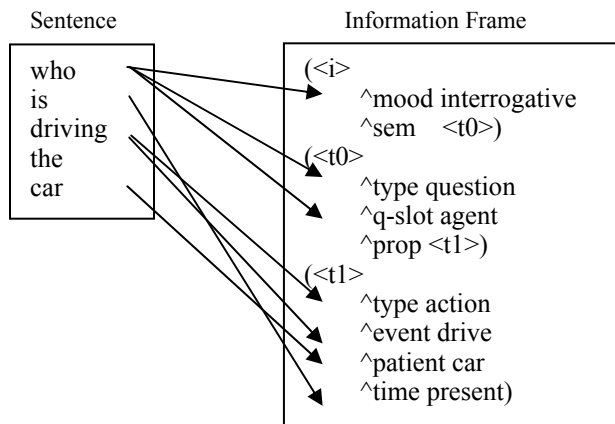 Sentence
who
is
driving
the
car
Information Frame
(<i>
^mood interrogative
^sem <t0>)
(<t0>
^type question
^q-slot agent
^prop <t1>)
(<t1>
^type action
^event drive
^patient car
^time present)